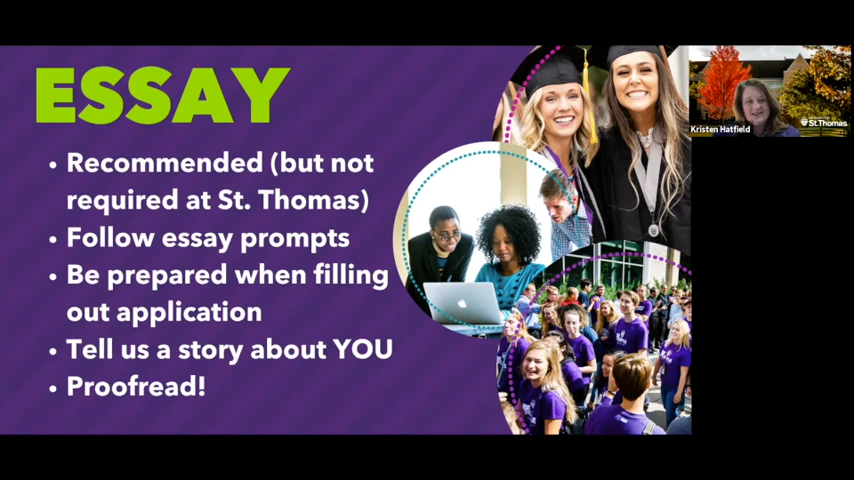 ESSAY
• Recommended (but not
required at St. Thomas)
• Follow essay prompts
• Be prepared when filling
out application
• Tell us a story about YOU
• Proofread!
Kristen Hatfield
St.Thomas